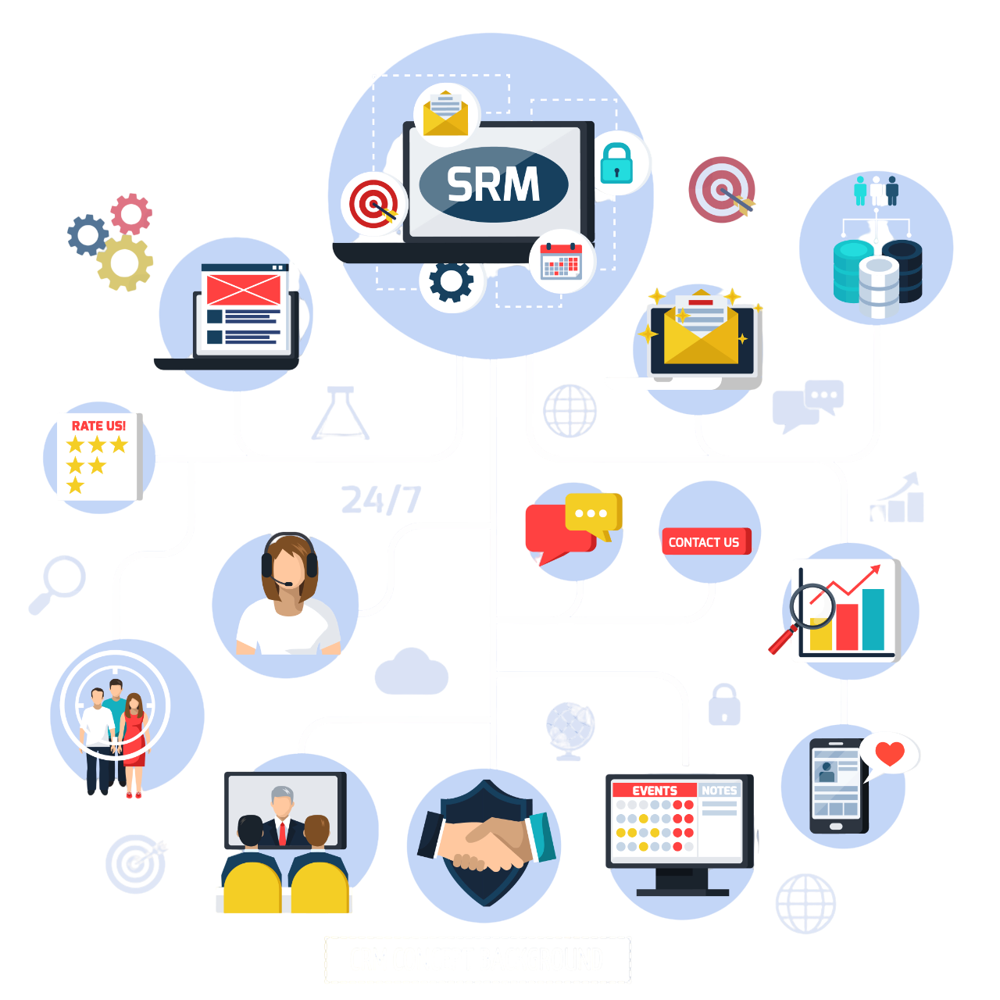 SRM
RATE US!
24/7
CONTACT US
EVENTS NOTES